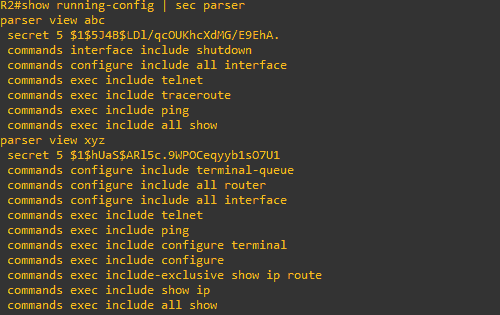 R2#show running-config | sec parser
parser view abc
 secret 5 $1$5J4B$LDl/qcOUKhcXdMG/E9EhA.
 commands interface include shutdown
 commands configure include all interface
 commands exec include telnet
 commands exec include traceroute
 commands exec include ping
 commands exec include all show
parser view xyz
 secret 5 $1$hUaS$ARl5c.9WPOCeqyyb1sO7U1
 commands configure include terminal-queue
 commands configure include all router
 commands configure include all interface
 commands exec include telnet
 commands exec include ping
 commands exec include configure terminal
 commands exec include configure
 commands exec include-exclusive show ip route
 commands exec include show ip
 commands exec include all show